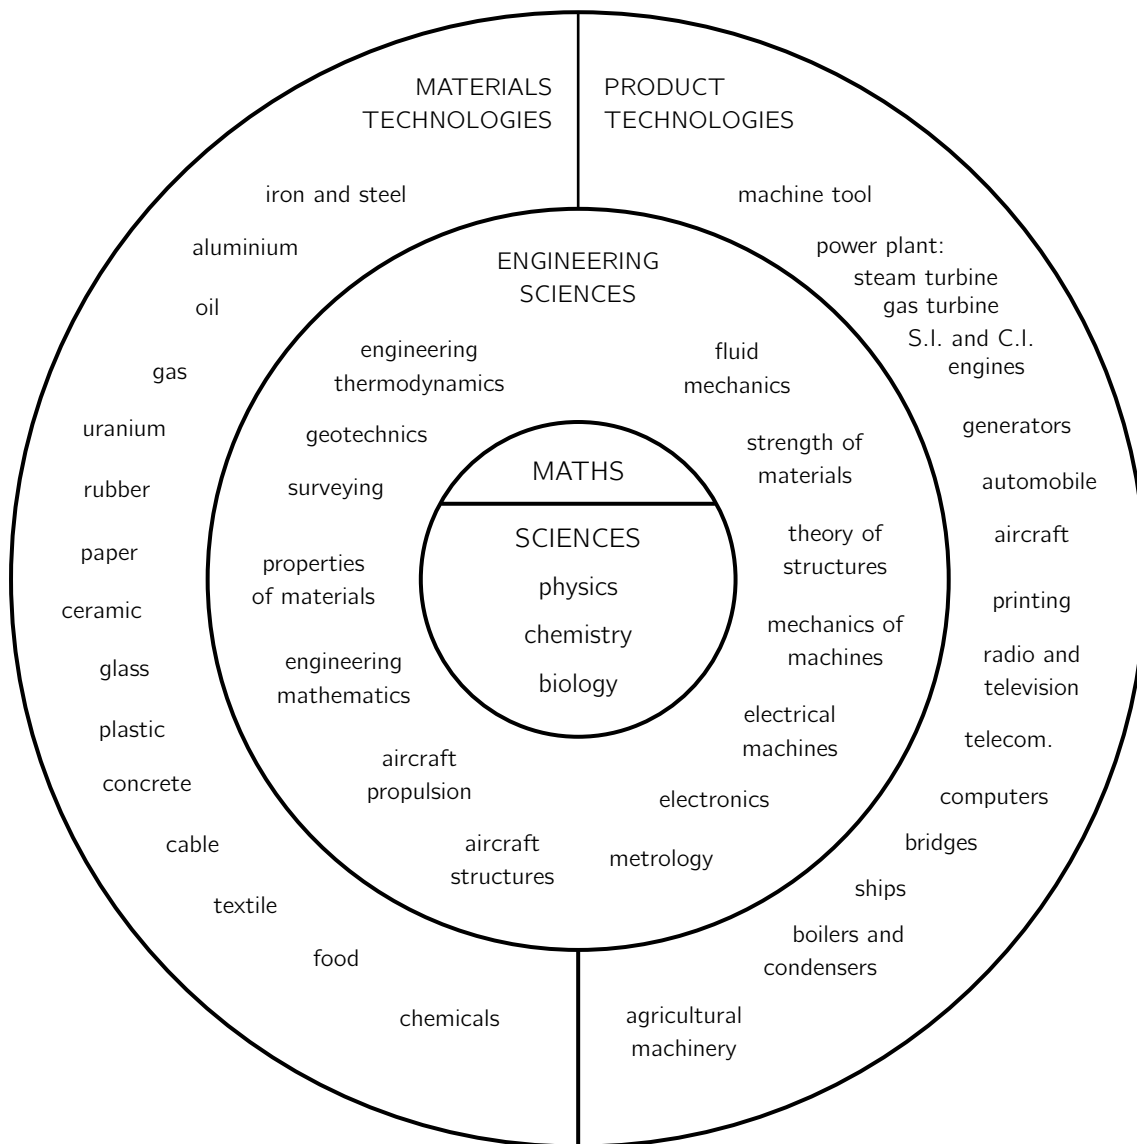 MATERIALS
TECHNOLOGIES
iron and steel
aluminium
oil
gas
uranium
rubber
paper
ceramic
glass
plastic
concrete
cable
textile
food
chemicals
PRODUCT
TECHNOLOGIES
machine tool
power plant:
steam turbine
gas turbine
S.I. and C.I.
engines
generators
automobile
aircraft
printing
radio and
television
telecom.
computers
bridges
ships
boilers and
condensers
agricultural
machinery
ENGINEERING
SCIENCES
engineering
thermodynamics
geotechnics
surveying
properties
of materials
engineering
mathematics
aircraft
propulsion
aircraft
structures
fluid
mechanics
strength of
materials
theory of
structures
mechanics of
machines
electrical
machines
electronics
metrology
MATHS
SCIENCES
physics
chemistry
biology